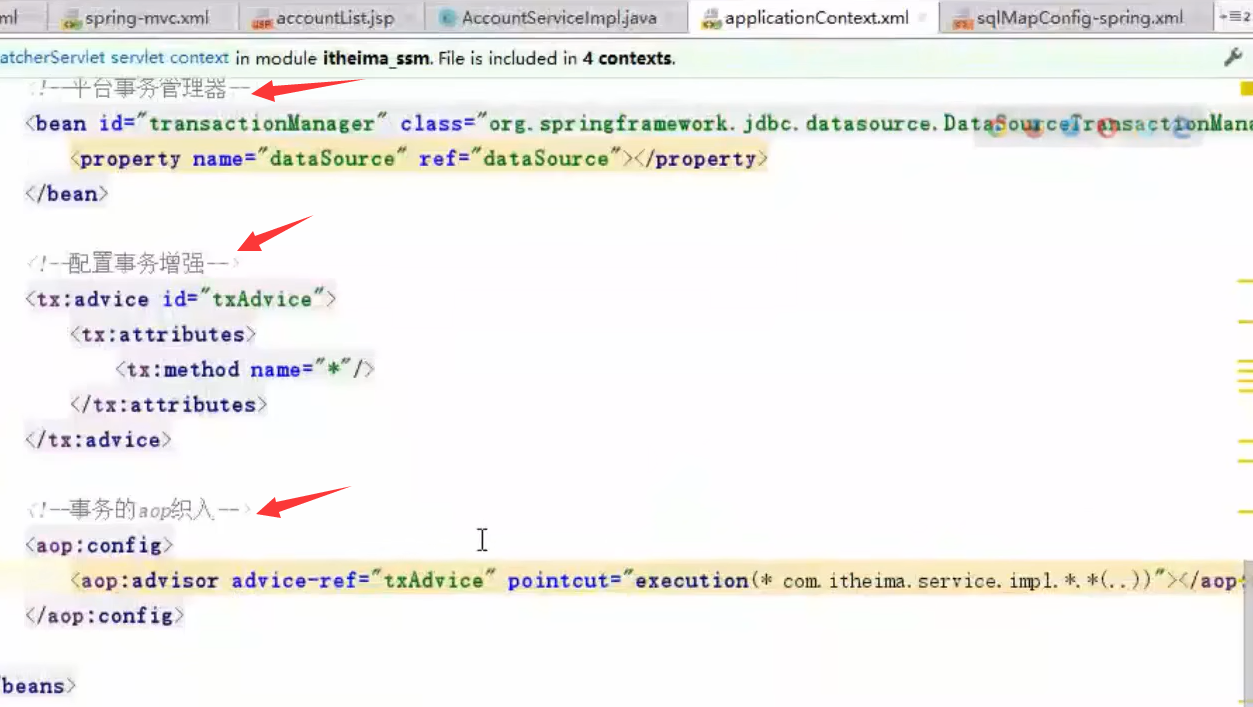 ml spring-mvc.xml accountList.jsp AccountServiceImpl.java applicationContext.xml sqlMapConfig-spring.xml
atcherServlet servlet context in module itheima_ssm. File is included in 4 contexts.
<!--平台事务管理器--
<bean id="transactionManager" class="org.springframework.jdbc.datasource.DataSourceTransactionMana
<property name="dataSource" ref="dataSource"></property>
</bean>
<!--配置事务增强-->
<tx:advice id="txAdvice">
<tx:attributes>
<tx:method name="*"/>
</tx:attributes>
</tx:advice>
<!--事务的aop织入-->
<aop:config>
<aop:advisor advice-ref="txAdvice" pointcut="execution(* com.itheima.service.impl.*.*(..))"></aop:
</aop:config>
beans>